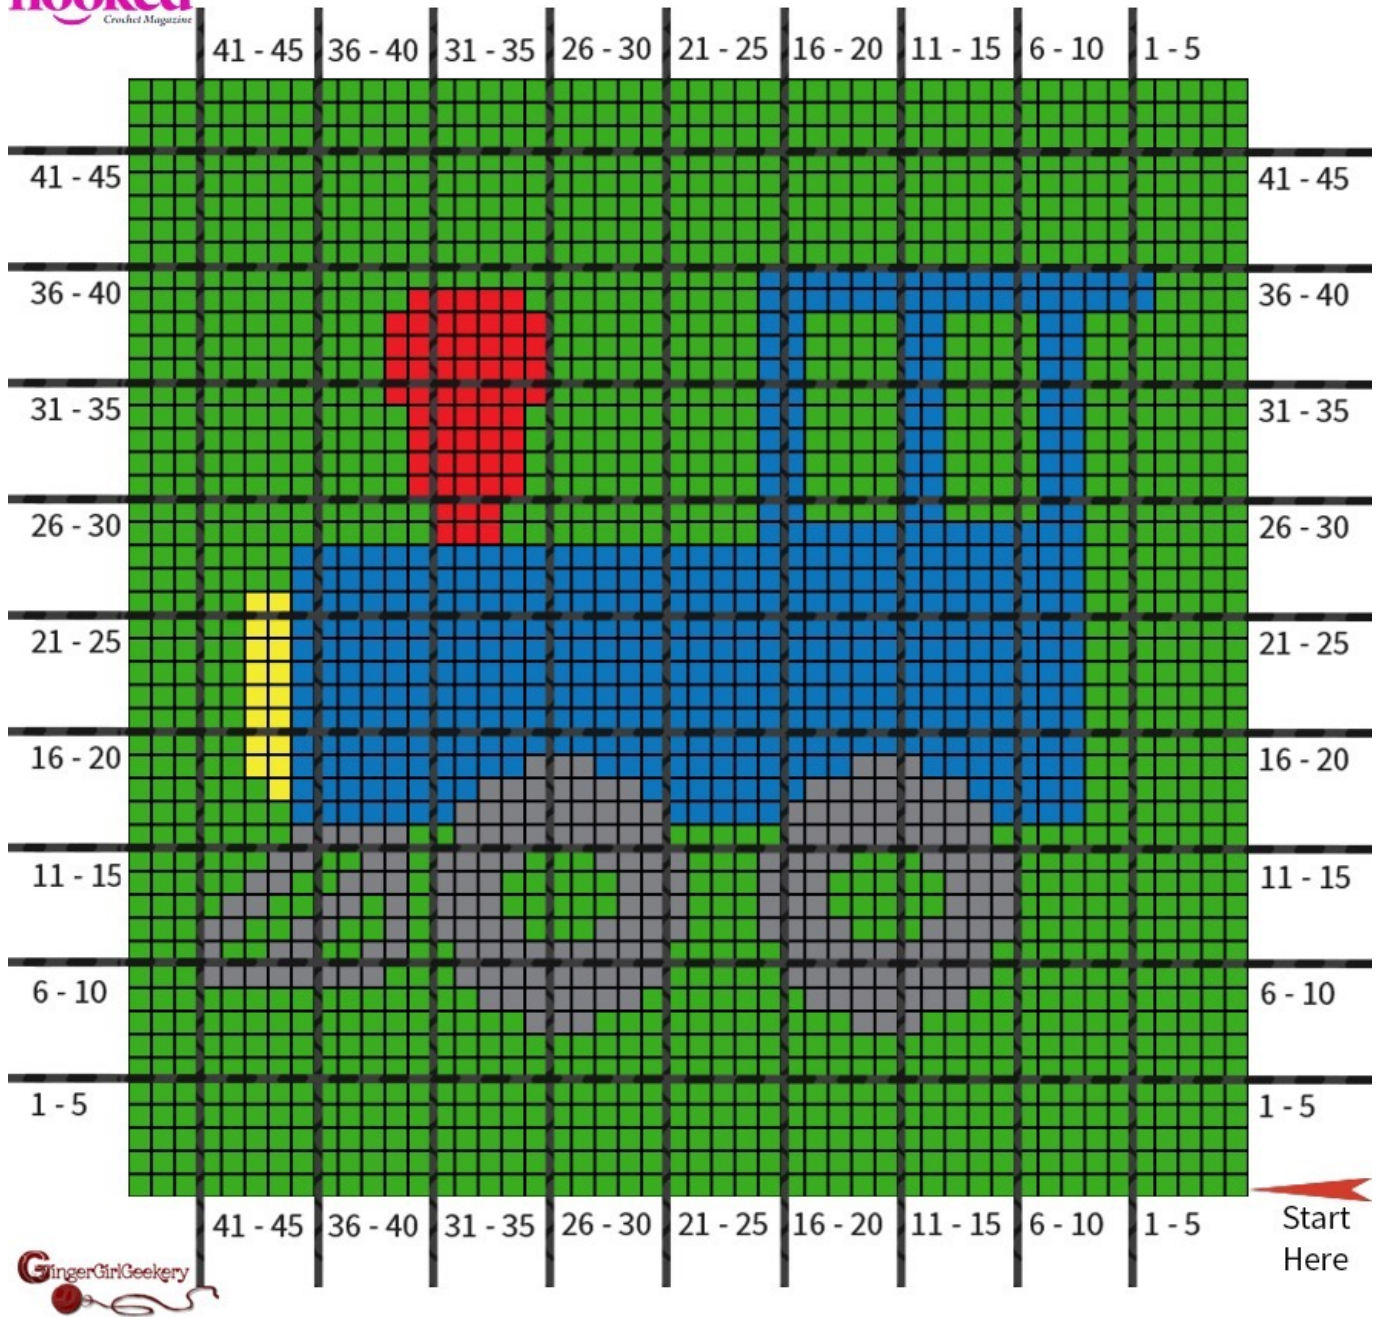 hooked
Crochet Magazine
41 - 45 36 - 40 31 - 35 26 - 30 21 - 25 16 - 20 11 - 15 6 - 10 1 - 5
41 - 45 41 - 45
36 - 40 36 - 40
31 - 35 31 - 35
26 - 30 26 - 30
21 - 25 21 - 25
16 - 20 16 - 20
11 - 15 11 - 15
6 - 10 6 - 10
1 - 5 1 - 5
41 - 45 36 - 40 31 - 35 26 - 30 21 - 25 16 - 20 11 - 15 6 - 10 1 - 5
Start
Here
GingerGirlGeekery